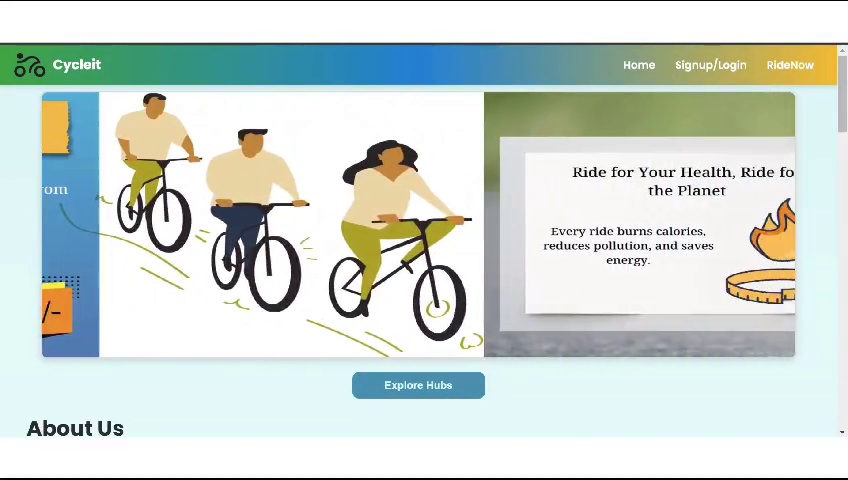 Cycleit
Home
Signup/Login
RideNow
rom
/-
Ride for Your Health, Ride fo
the Planet
Every ride burns calories,
reduces pollution, and saves
energy.
Explore Hubs
About Us